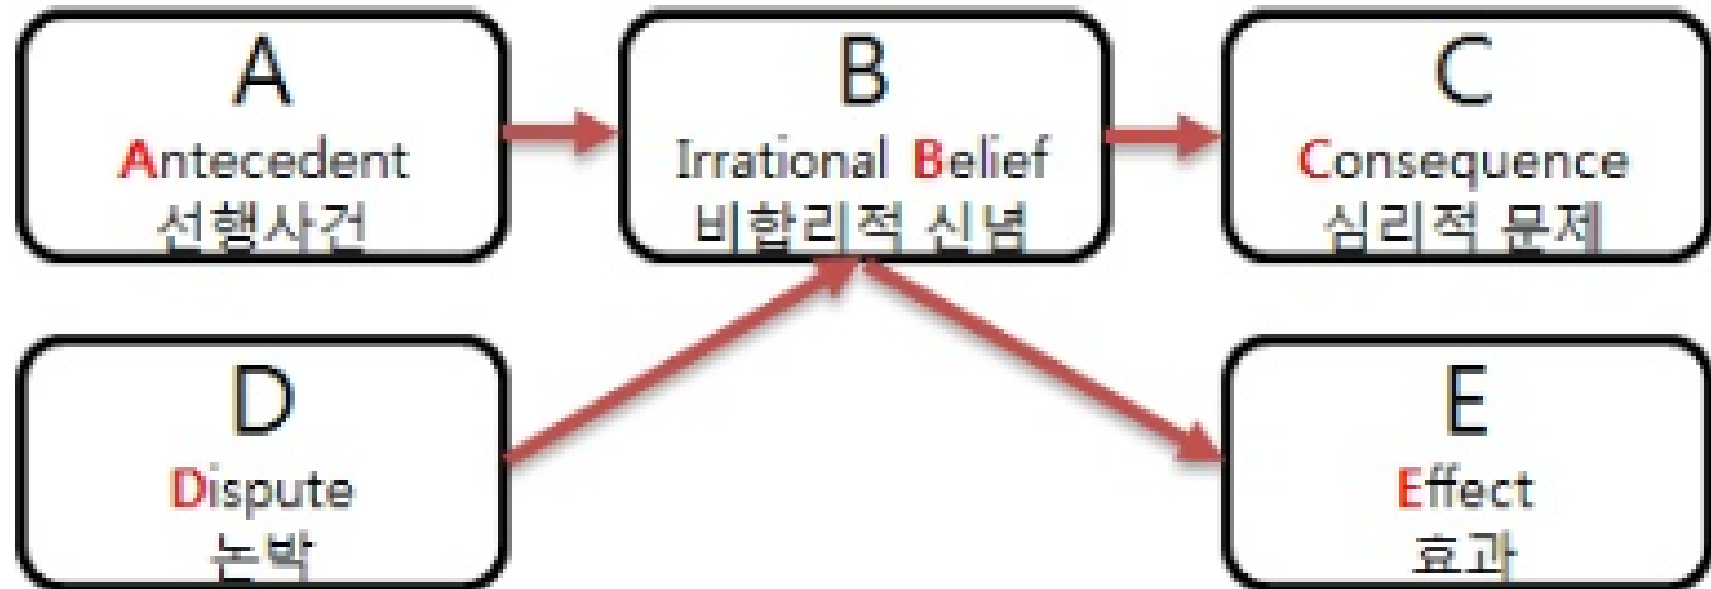 A
Antecedent
선행사건
B
Irrational Belief
비합리적 신념
C
Consequence
심리적 문제
D
Dispute
논박
E
Effect
효과